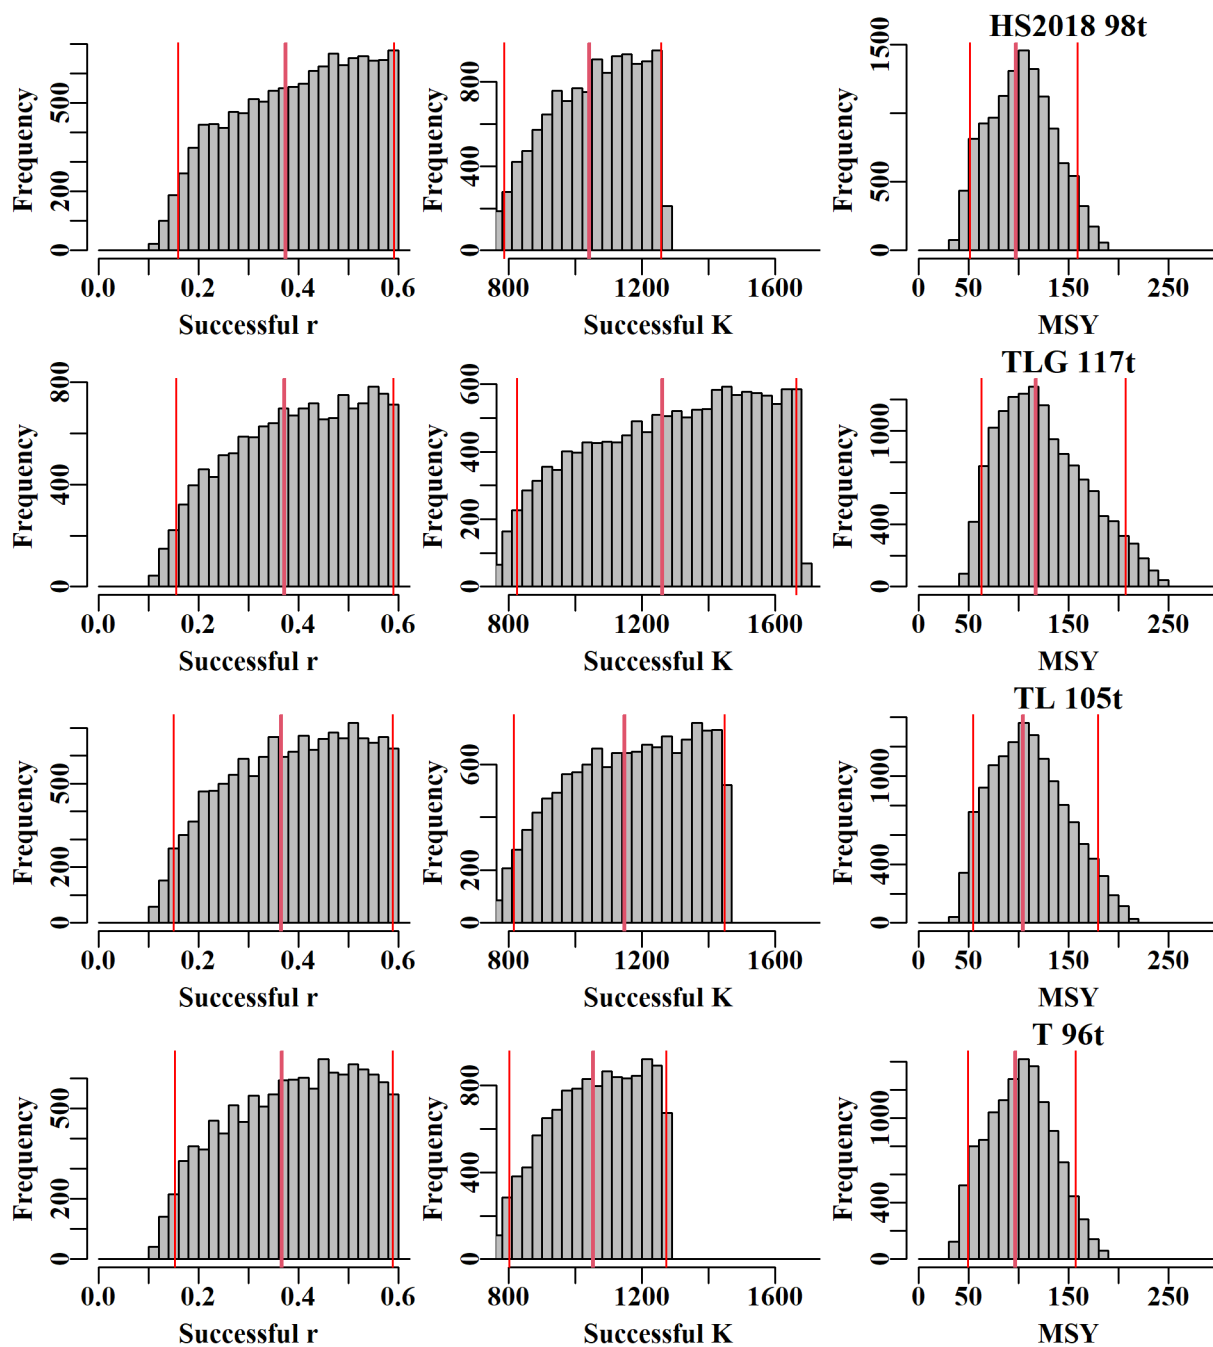 HS2018 98t
Frequency
0 200 500
0.0 0.2 0.4 0.6
Successful r
Frequency
0 400 800
800 1200 1600
Successful K
Frequency
0 500 1500
0 50 150 250
MSY
TLG 117t
Frequency
0 400 800
0.0 0.2 0.4 0.6
Successful r
Frequency
0 200 400 600
800 1200 1600
Successful K
Frequency
0 400 1000
0 50 150 250
MSY
TL 105t
Frequency
0 200 500
0.0 0.2 0.4 0.6
Successful r
Frequency
0 200 600
800 1200 1600
Successful K
Frequency
0 400 1000
0 50 150 250
MSY
T 96t
Frequency
0 200 500
0.0 0.2 0.4 0.6
Successful r
Frequency
0 400 800
800 1200 1600
Successful K
Frequency
0 400 1000
0 50 150 250
MSY